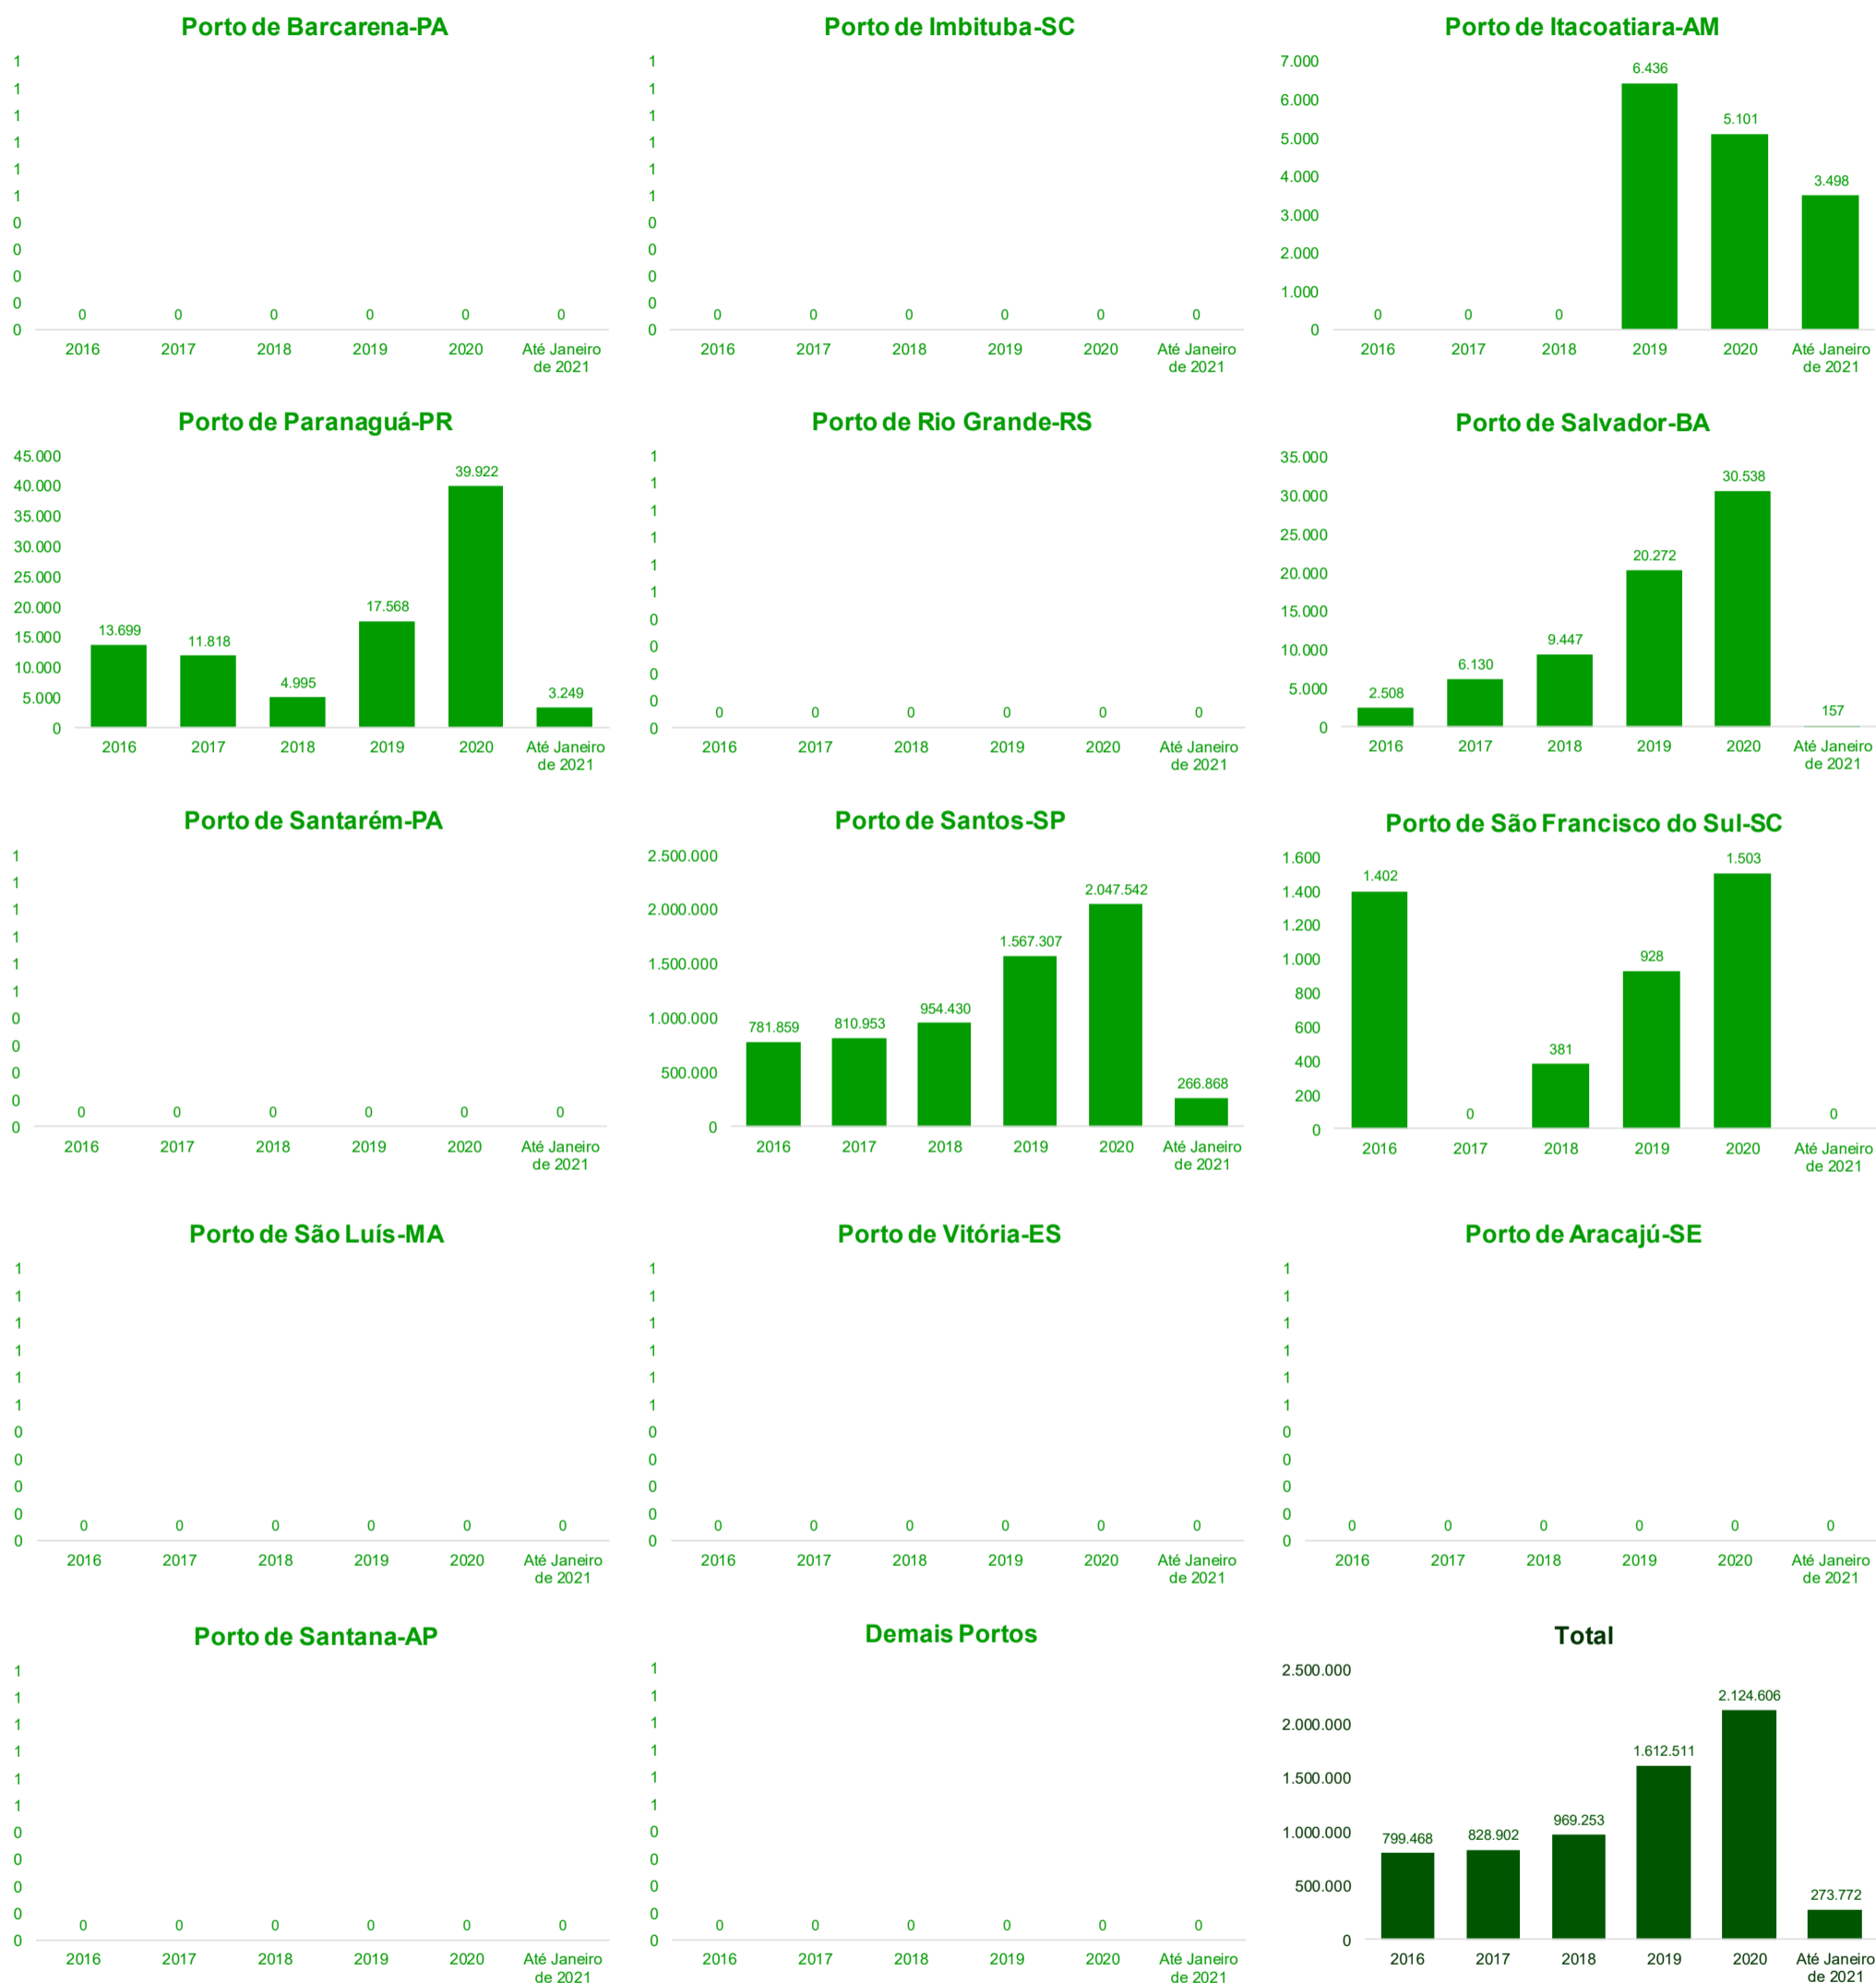 Porto de Barcarena-PA
1
1
1
1
1
1
0
0
0
0
0
0 0 0 0 0 0
2016 2017 2018 2019 2020 Até Janeiro
de 2021
Porto de Imbituba-SC
1
1
1
1
1
1
0
0
0
0
0
0 0 0 0 0 0
2016 2017 2018 2019 2020 Até Janeiro
de 2021
Porto de Itacoatiara-AM
7.000
6.000
5.000
4.000
3.000
2.000
1.000
0
0 0 0 6.436 5.101 3.498
2016 2017 2018 2019 2020 Até Janeiro
de 2021
Porto de Paranaguá-PR
45.000
40.000
35.000
30.000
25.000
20.000
15.000
10.000
5.000
0
13.699 11.818 4.995 17.568 39.922 3.249
2016 2017 2018 2019 2020 Até Janeiro
de 2021
Porto de Rio Grande-RS
1
1
1
1
1
1
0
0
0
0
0
0 0 0 0 0 0
2016 2017 2018 2019 2020 Até Janeiro
de 2021
Porto de Salvador-BA
35.000
30.000
25.000
20.000
15.000
10.000
5.000
0
2.508 6.130 9.447 20.272 30.538 157
2016 2017 2018 2019 2020 Até Janeiro
de 2021
Porto de Santarém-PA
1
1
1
1
1
1
0
0
0
0
0
0 0 0 0 0 0
2016 2017 2018 2019 2020 Até Janeiro
de 2021
Porto de Santos-SP
2.500.000
2.000.000
1.500.000
1.000.000
500.000
0
781.859 810.953 954.430 1.567.307 2.047.542 266.868
2016 2017 2018 2019 2020 Até Janeiro
de 2021
Porto de São Francisco do Sul-SC
1.600
1.400
1.200
1.000
800
600
400
200
0
1.402 0 381 928 1.503 0
2016 2017 2018 2019 2020 Até Janeiro
de 2021
Porto de São Luís-MA
1
1
1
1
1
1
0
0
0
0
0
0 0 0 0 0 0
2016 2017 2018 2019 2020 Até Janeiro
de 2021
Porto de Vitória-ES
1
1
1
1
1
1
0
0
0
0
0
0 0 0 0 0 0
2016 2017 2018 2019 2020 Até Janeiro
de 2021
Porto de Aracajú-SE
1
1
1
1
1
1
0
0
0
0
0
0 0 0 0 0 0
2016 2017 2018 2019 2020 Até Janeiro
de 2021
Porto de Santana-AP
1
1
1
1
1
1
0
0
0
0
0
0 0 0 0 0 0
2016 2017 2018 2019 2020 Até Janeiro
de 2021
Demais Portos
1
1
1
1
1
1
0
0
0
0
0
0 0 0 0 0 0
2016 2017 2018 2019 2020 Até Janeiro
de 2021
Total
2.500.000
2.000.000
1.500.000
1.000.000
500.000
0
799.468 828.902 969.253 1.612.511 2.124.606 273.772
2016 2017 2018 2019 2020 Até Janeiro
de 2021